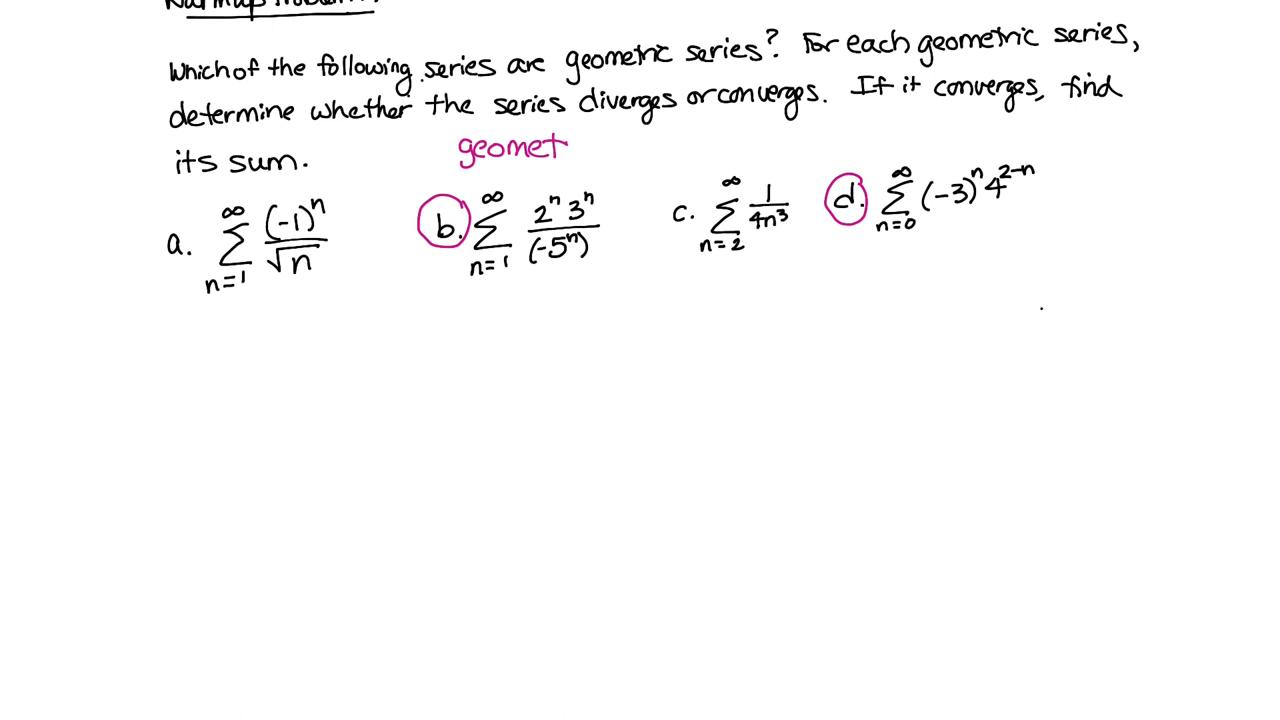 Which of the following series are geometric series? For each geometric series,
determine whether the series diverges or converges. If it converges, find
its sum.
geomet
a. ∑_{n=1}^{∞} (-1)^n / √n
b. ∑_{n=1}^{∞} 2^n 3^n / (-5^n)
c. ∑_{n=2}^{∞} 1 / 4n^3
d. ∑_{n=0}^{∞} (-3)^n 4^{2-n}